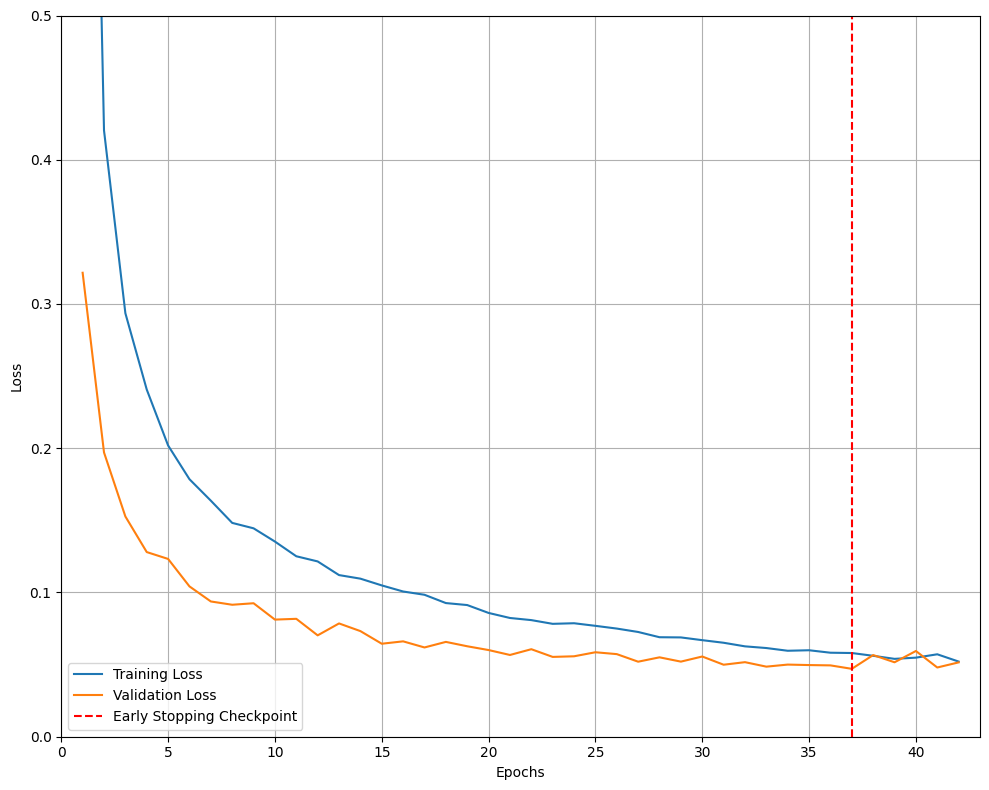 0.5
0.4
0.3
0.2
0.1
0.0
Loss
Training Loss
Validation Loss
Early Stopping Checkpoint
0 5 10 15 20 25 30 35 40
Epochs